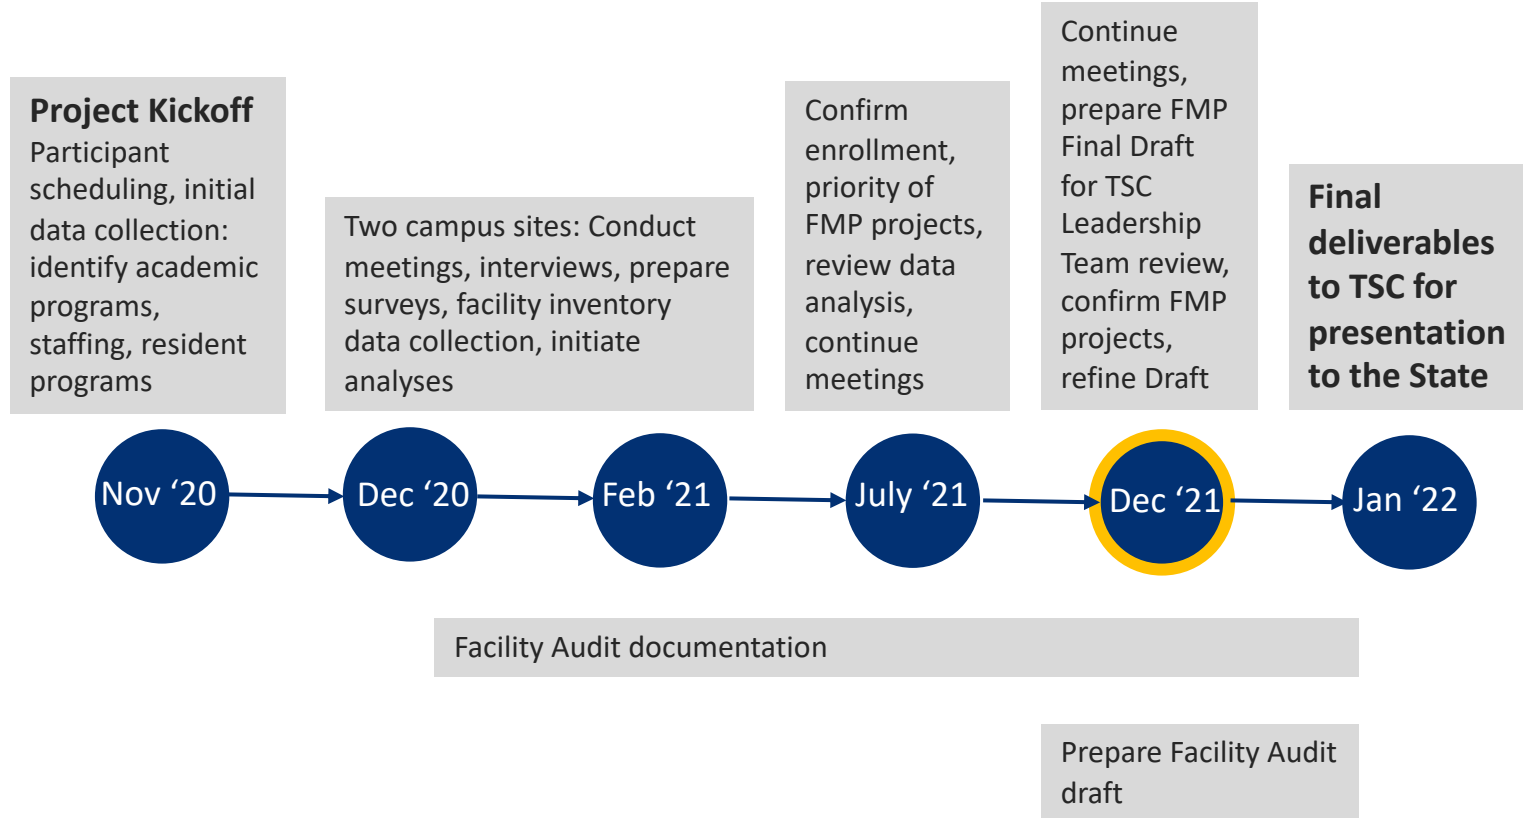 Project Kickoff
Participant
scheduling, initial
data collection:
identify academic
programs,
staffing, resident
programs
Two campus sites: Conduct
meetings, interviews, prepare
surveys, facility inventory
data collection, initiate
analyses
Confirm
enrollment,
priority of
FMP projects,
review data
analysis,
continue
meetings
Continue
meetings,
prepare FMP
Final Draft
for TSC
Leadership
Team review,
confirm FMP
projects,
refine Draft
Final
deliverables
to TSC for
presentation
to the State
Nov ‘20
Dec ‘20
Feb ‘21
July ‘21
Dec ‘21
Jan ‘22
Facility Audit documentation
Prepare Facility Audit
draft